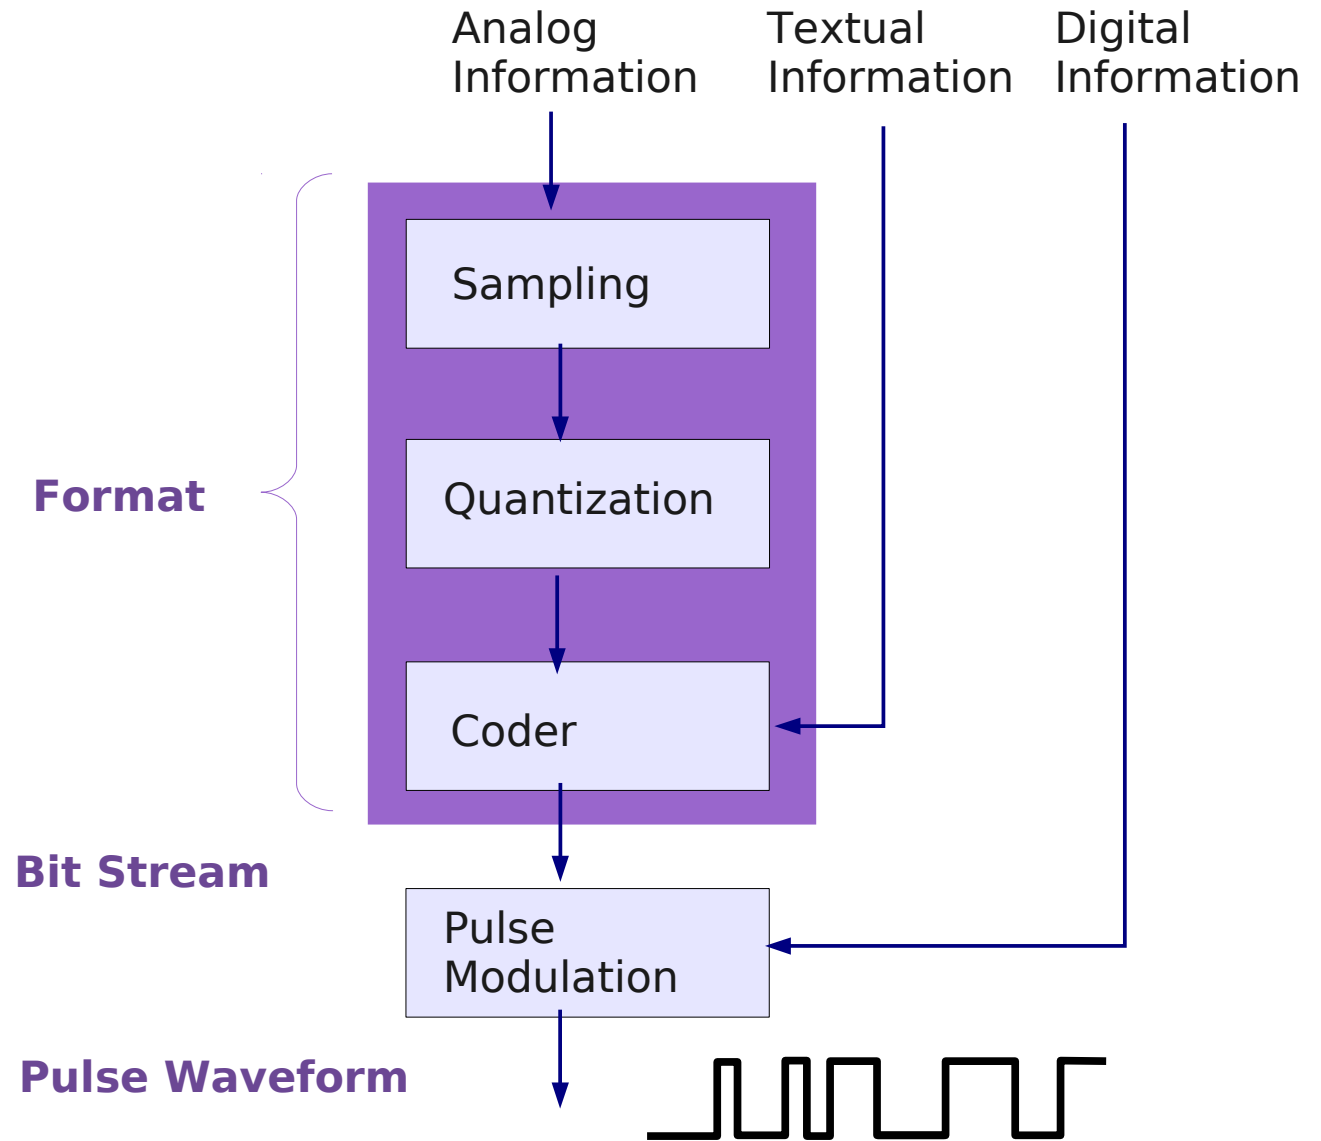 Analog
Information
Textual
Information
Digital
Information
Sampling
Format
Quantization
Coder
Bit Stream
Pulse
Modulation
Pulse Waveform